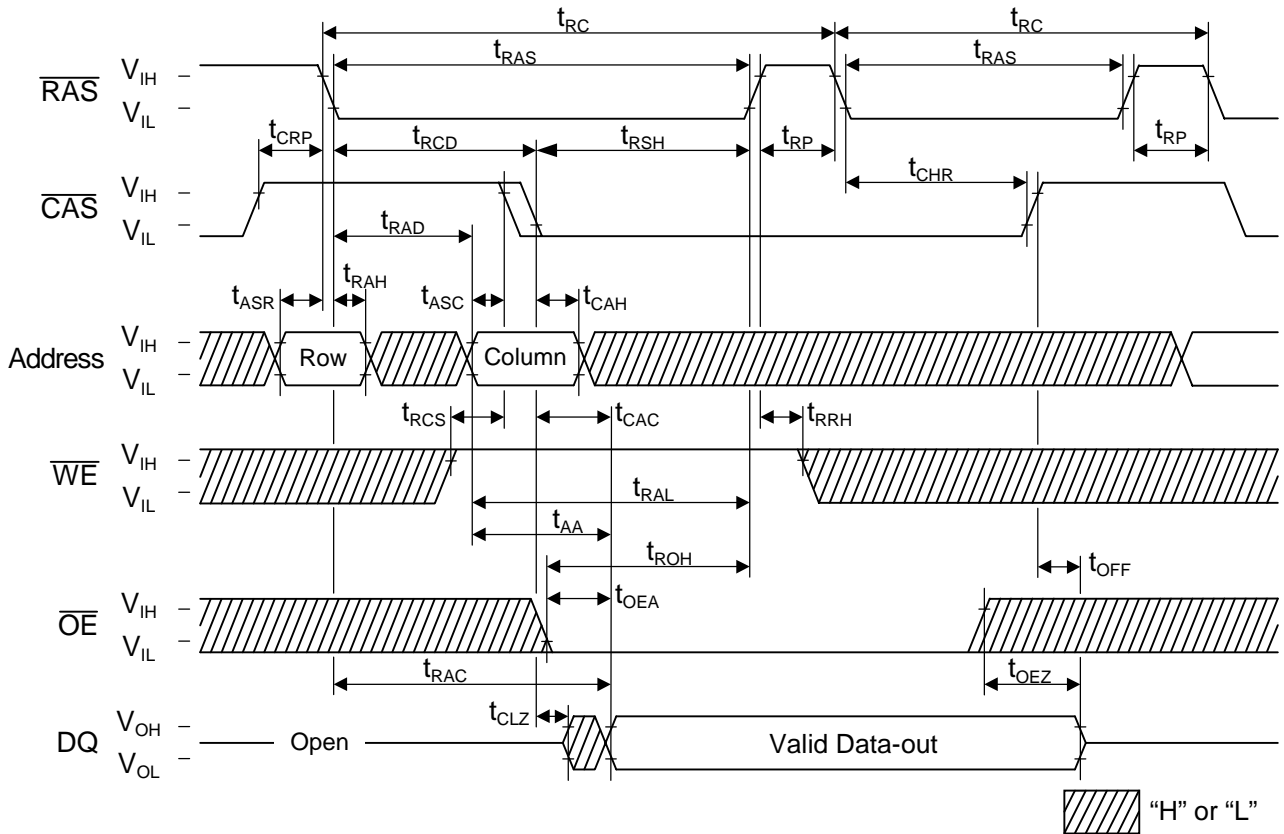 tRC tRC
tRAS tRAS
RAS VIH
VIL
tCRP tRCD tRSH tRP tRP
tCHR
CAS VIH
VIL
tRAD
tRAH
tASR tASC tCAH
Address VIH
VIL
Row Column
tRCS tCAC tRRH
WE VIH
VIL
tRAL
tAA
tROH
tOFF
tOEA
OE VIH
VIL
tRAC tOEZ
tCLZ
DQ VOH
VOL
Open Valid Data-out
“H” or “L”